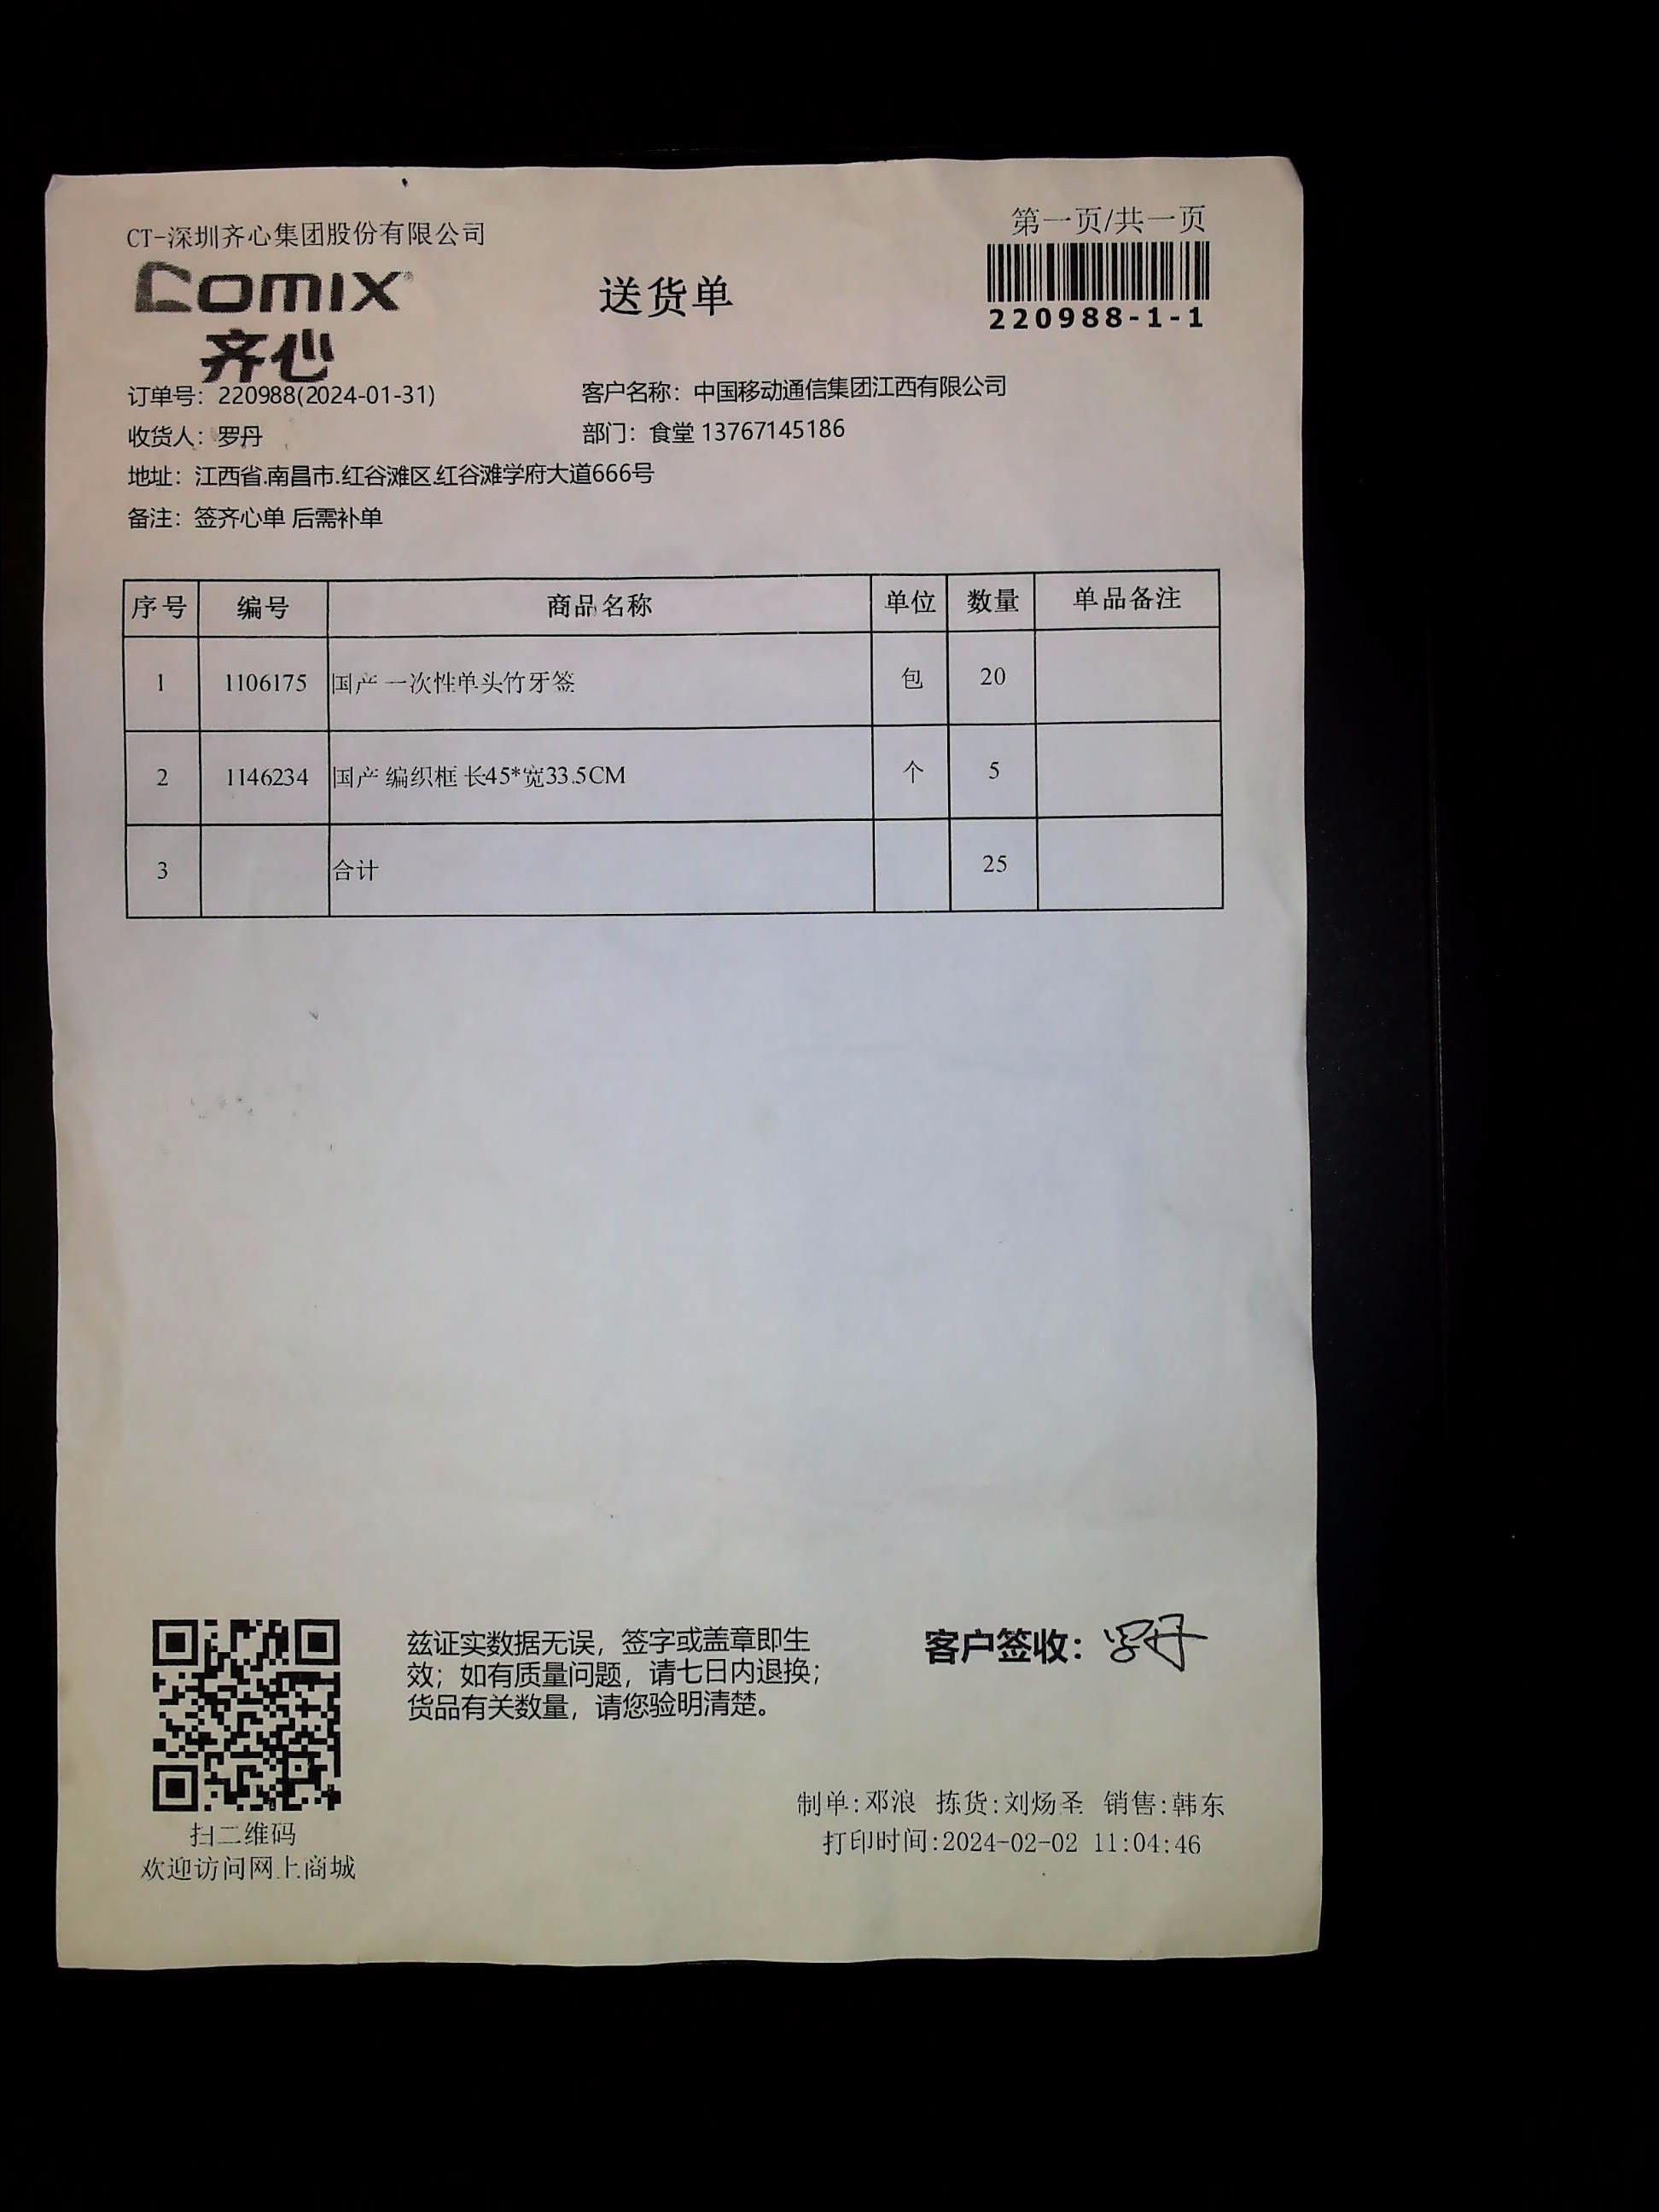 CT-深圳齐心集团股份有限公司
第一页/共一页
comix
齐心
送货单
220988-1-1
订单号：220988(2024-01-31) 客户名称：中国移动通信集团江西有限公司
收货人：罗丹 部门：食堂 13767145186
地址：江西省.南昌市.红谷滩区.红谷滩学府大道666号
备注：签齐心单 后需补单
序号 编号 商品名称 单位 数量 单品备注
1 1106175 国产 一次性单头竹牙签 包 20
2 1146234 国产 编织框 长45*宽33.5CM 个 5
3 合计 25
兹证实数据无误，签字或盖章即生
效；如有质量问题，请七日内退换；
货品有关数量，请您验明清楚。
客户签收：罗丹
扫二维码
欢迎访问网上商城
制单:邓浪 拣货:刘炀圣 销售:韩东
打印时间:2024-02-02 11:04:46